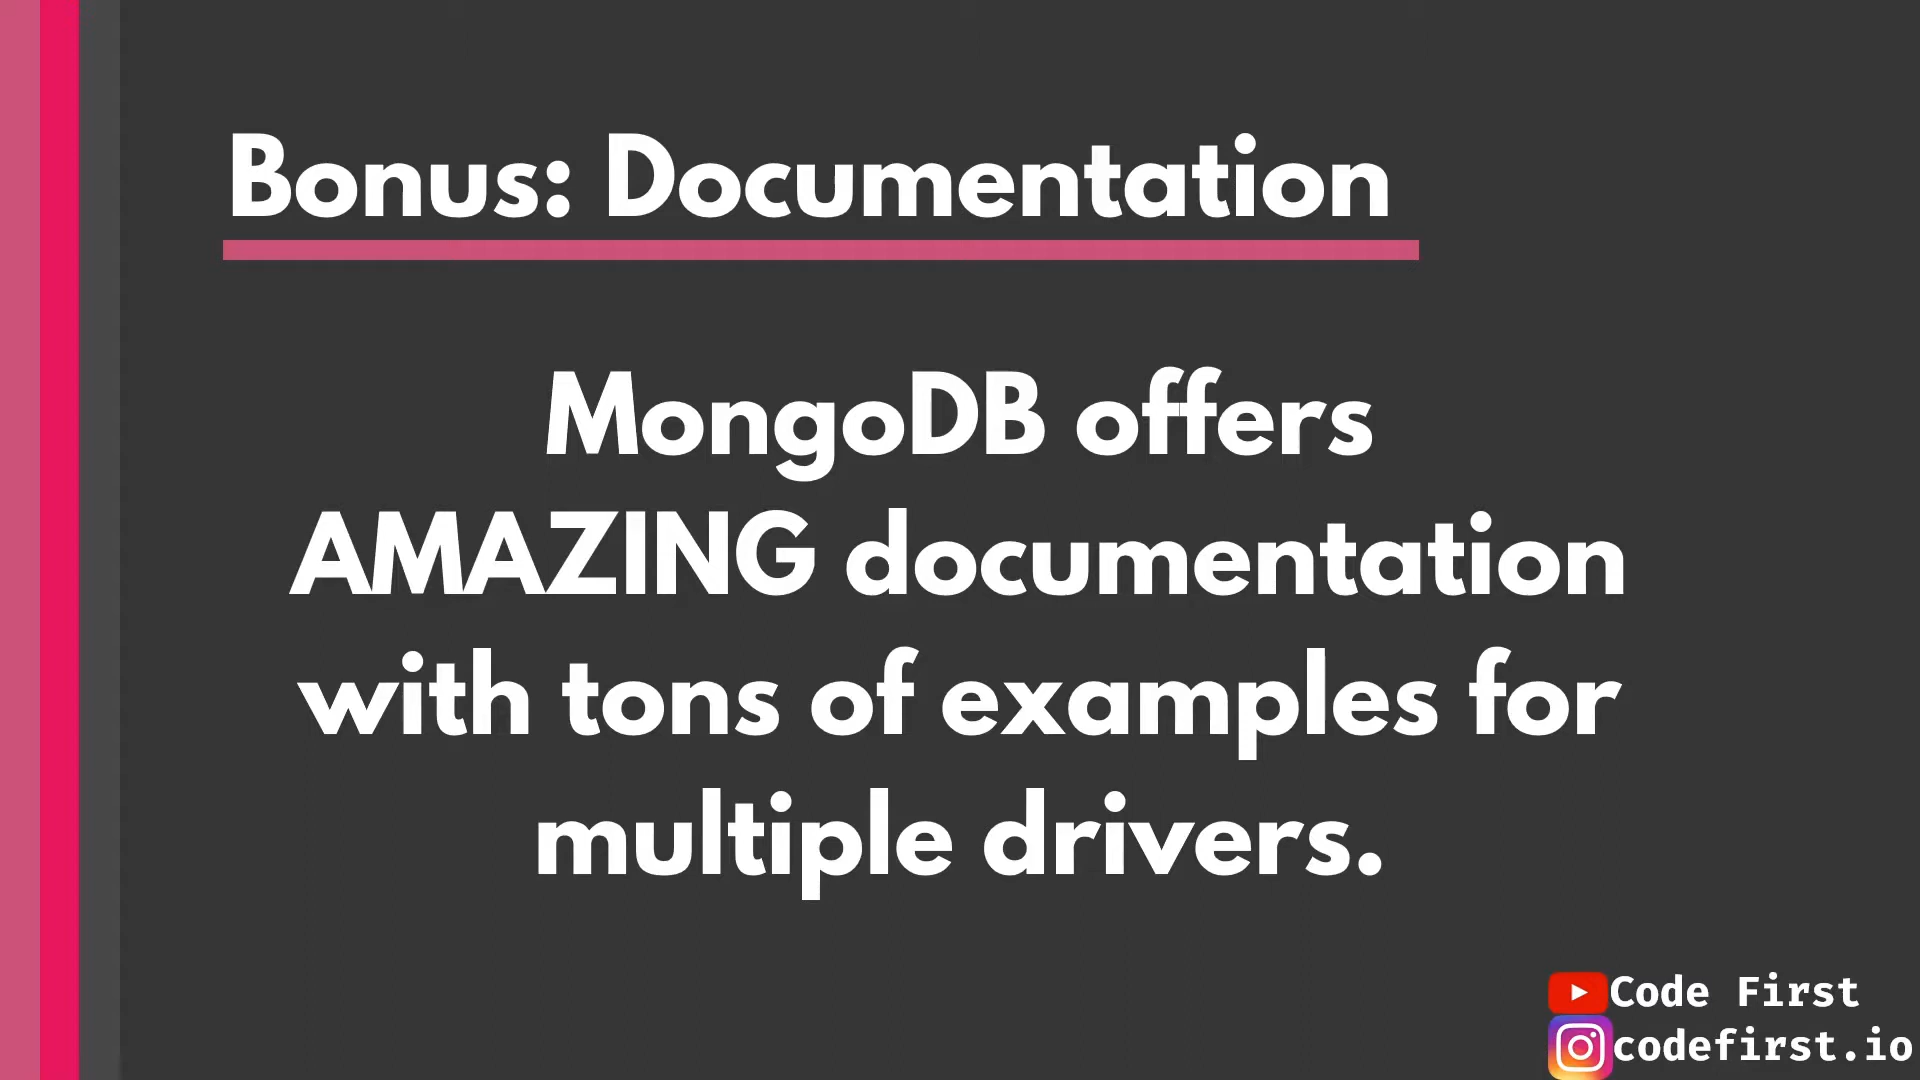 Bonus: Documentation
MongoDB offers
AMAZING documentation
with tons of examples for
multiple drivers.
Code First
codefirst.io